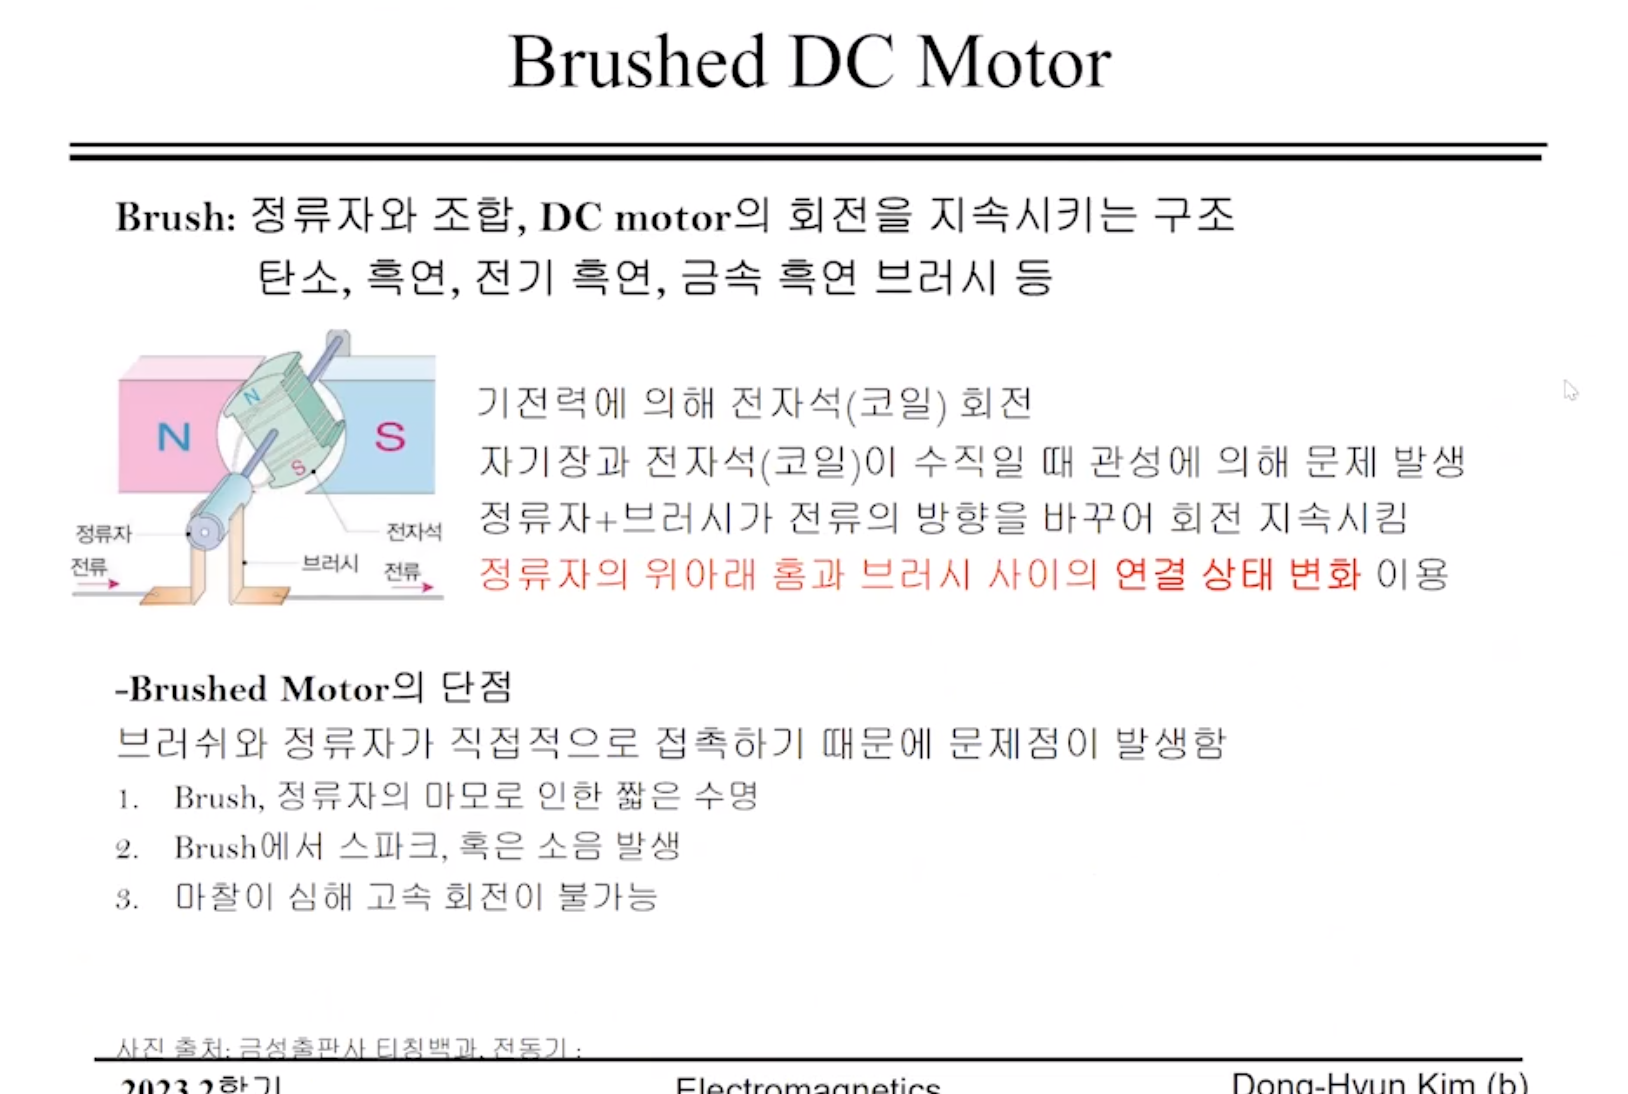 Brushed DC Motor
Brush: 정류자와 조합, DC motor의 회전을 지속시키는 구조
탄소, 흑연, 전기 흑연, 금속 흑연 브러시 등
N
N
S
S
정류자
전자석
브러시
전류
전류
기전력에 의해 전자석(코일) 회전
자기장과 전자석(코일)이 수직일 때 관성에 의해 문제 발생
정류자+브러시가 전류의 방향을 바꾸어 회전 지속시킴
정류자의 위아래 홈과 브러시 사이의 연결 상태 변화 이용
-Brushed Motor의 단점
브러쉬와 정류자가 직접적으로 접촉하기 때문에 문제점이 발생함
1. Brush, 정류자의 마모로 인한 짧은 수명
2. Brush에서 스파크, 혹은 소음 발생
3. 마찰이 심해 고속 회전이 불가능
사진 출처: 금성출판사 티칭백과, 전동기 :
2023 2학기
Electromagnetics
Dong-Hyun Kim (b)